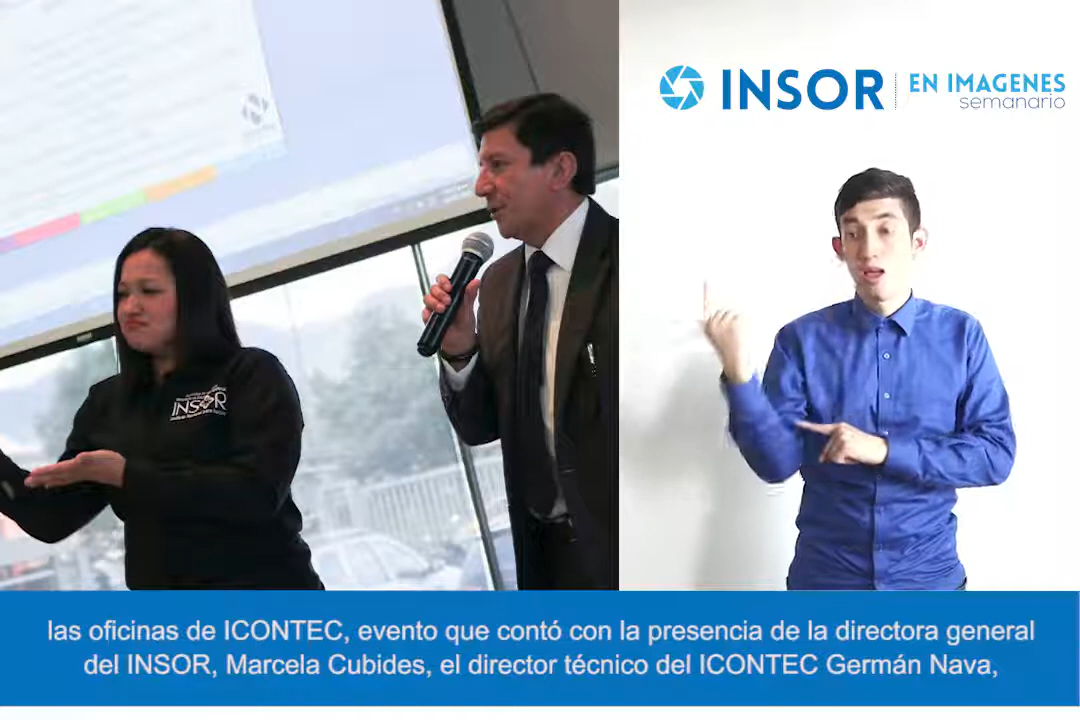 INSOR
EN IMAGENES
semanario
INSOR
las oficinas de ICONTEC, evento que contó con la presencia de la directora general
del INSOR, Marcela Cubides, el director técnico del ICONTEC Germán Nava,